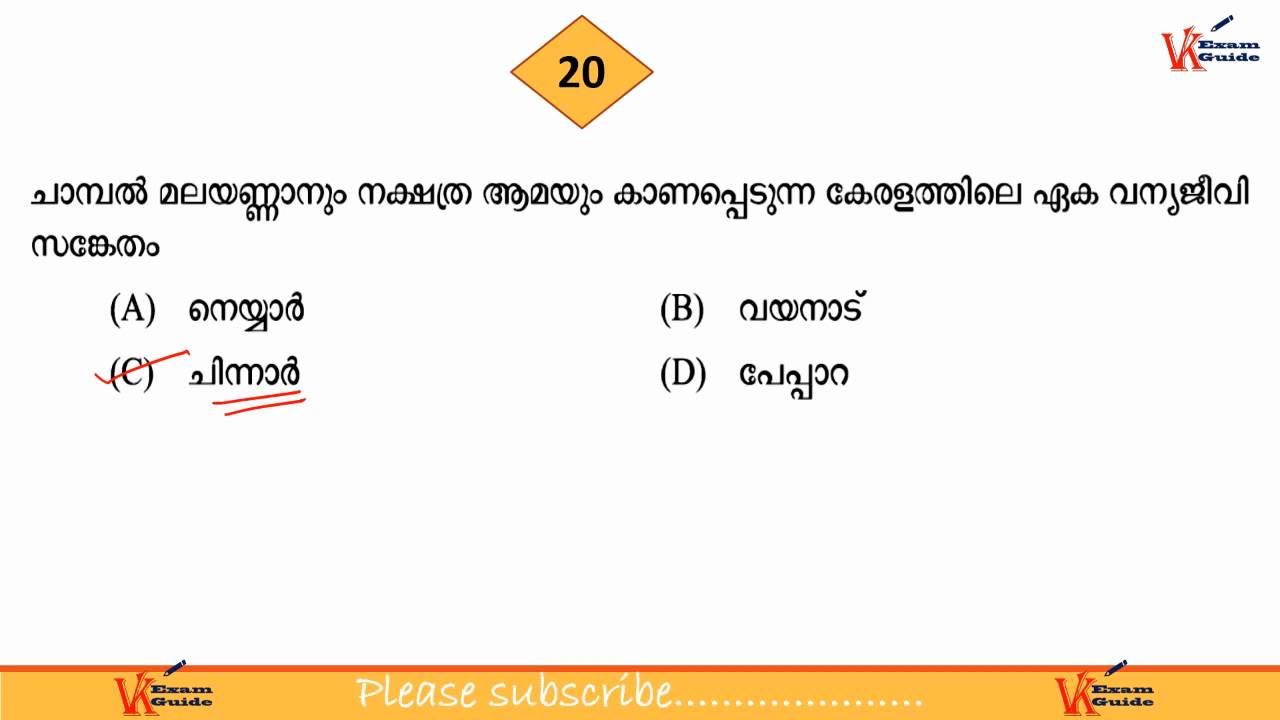 20
VK Exam Guide
ചാമ്പൽ മലയണ്ണാനും നക്ഷത്ര ആമയും കാണപ്പെടുന്ന കേരളത്തിലെ ഏക വന്യജീവി
സങ്കേതം
(A) നെയ്യാർ (B) വയനാട്
(C) ചിന്നാർ (D) പേപ്പാറ
VK Exam Guide Please subscribe...................... VK Exam Guide